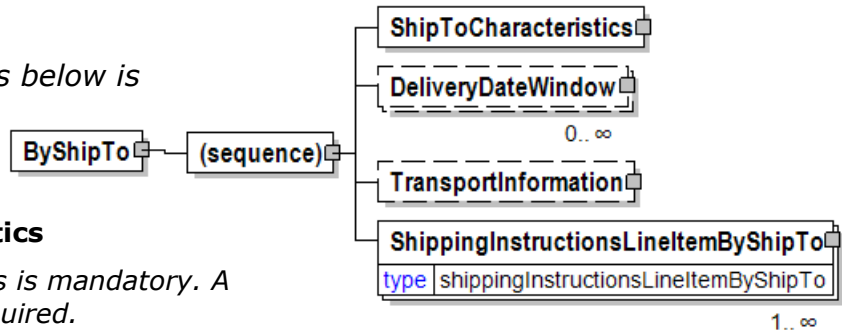 s below is
tics
s is mandatory. A
uired.
ByShipTo
(sequence)
ShipToCharacteristics
DeliveryDateWindow
0.. ∞
TransportInformation
ShippingInstructionsLineItemByShipTo
type shippingInstructionsLineItemByShipTo
1.. ∞